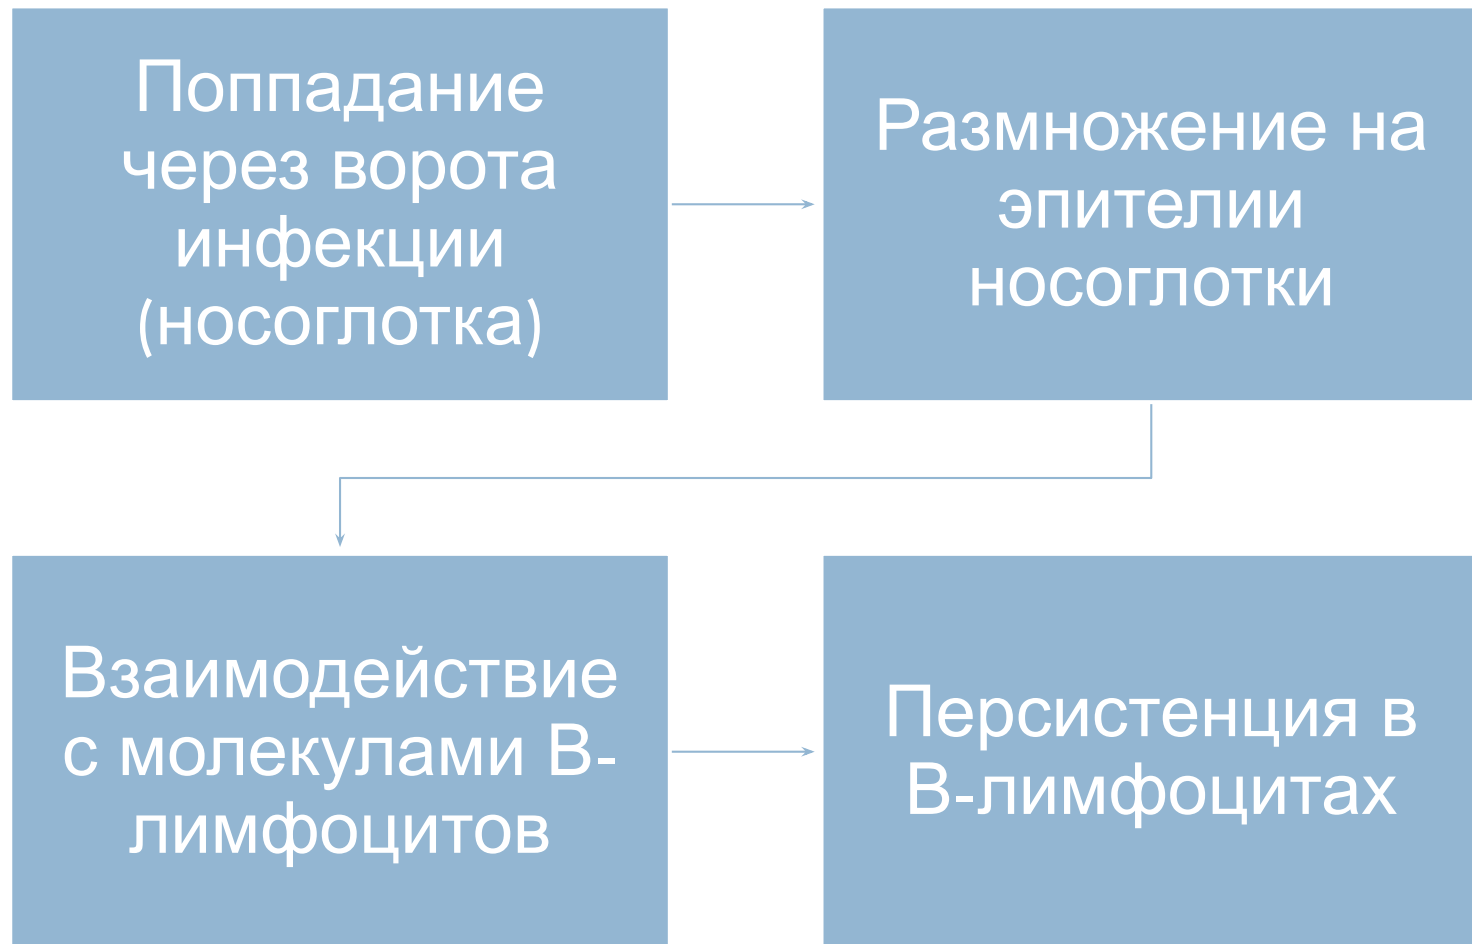 Поппадание
через ворота
инфекции
(носоглотка)
Размножение на
эпителии
носоглотки
Взаимодействие
с молекулами В-
лимфоцитов
Персистенция в
В-лимфоцитах